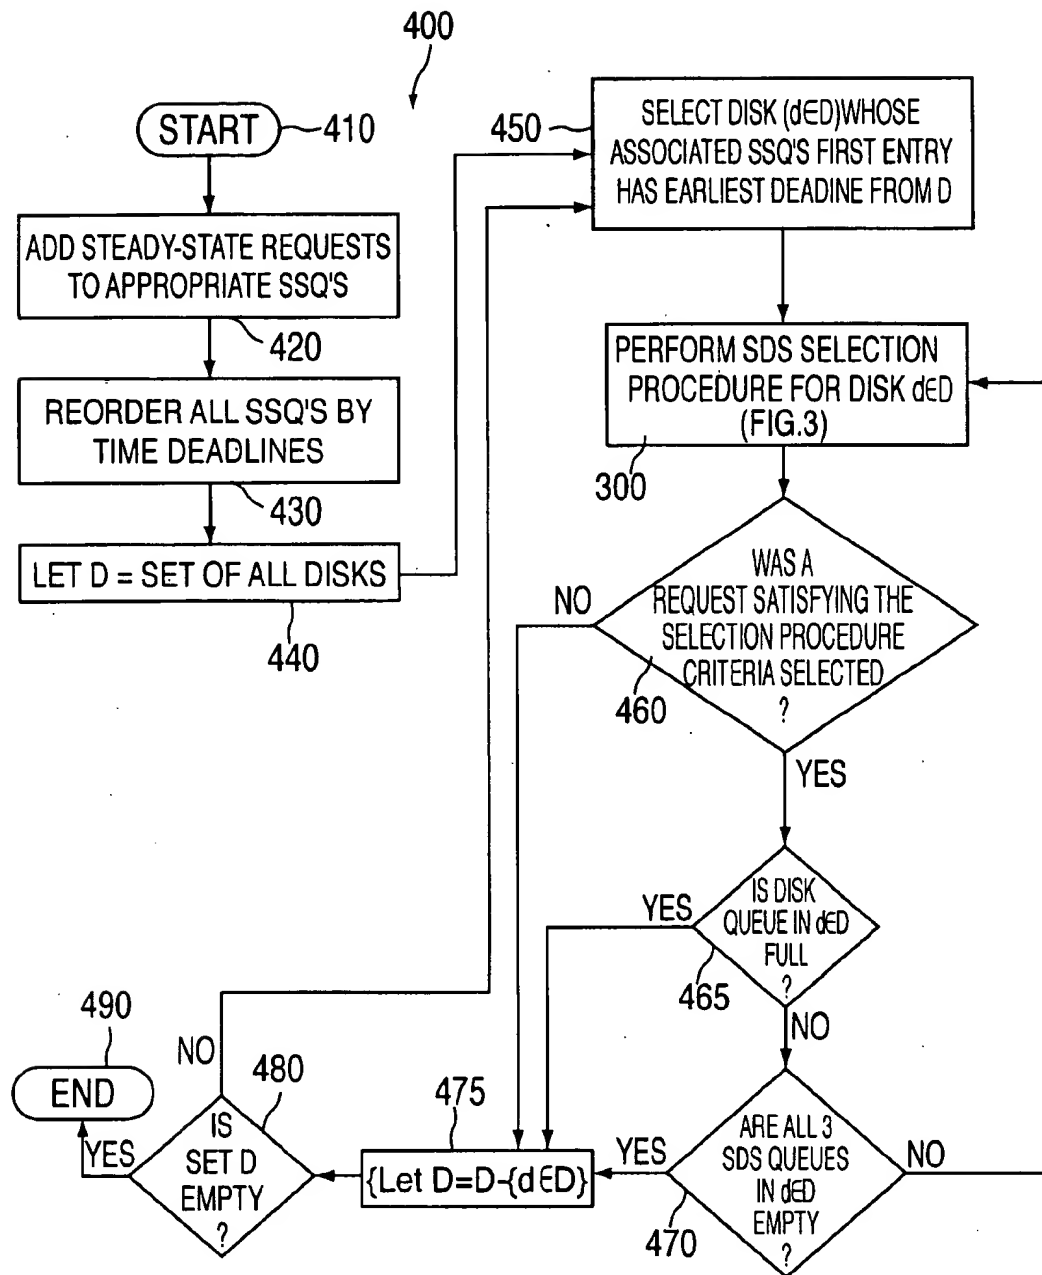 400
START
410
ADD STEADY-STATE REQUESTS
TO APPROPRIATE SSQ'S
420
REORDER ALL SSQ'S BY
TIME DEADLINES
430
LET D = SET OF ALL DISKS
440
450
SELECT DISK (d∈D)WHOSE
ASSOCIATED SSQ'S FIRST ENTRY
HAS EARLIEST DEADINE FROM D
PERFORM SDS SELECTION
PROCEDURE FOR DISK d∈D
(FIG.3)
300
WAS A
REQUEST SATISFYING THE
SELECTION PROCEDURE
CRITERIA SELECTED
?
NO
460
YES
IS DISK
QUEUE IN d∈D
FULL
?
YES
465
NO
ARE ALL 3
SDS QUEUES
IN d∈D
EMPTY
?
YES
NO
470
475
{Let D=D-{d∈D}
480
IS
SET D
EMPTY
?
NO
YES
490
END